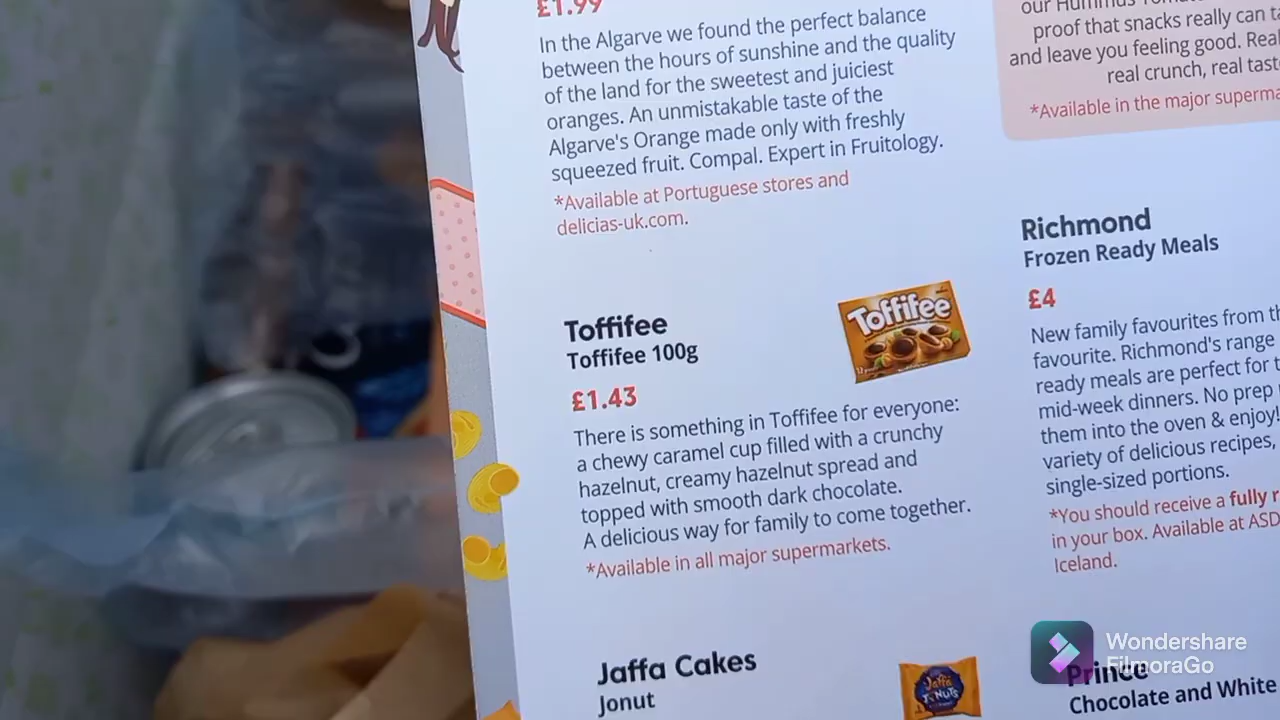 £1.99
In the Algarve we found the perfect balance
between the hours of sunshine and the quality
of the land for the sweetest and juiciest
oranges. An unmistakable taste of the
Algarve's Orange made only with freshly
squeezed fruit. Compal. Expert in Fruitology.
*Available at Portuguese stores and
delicias-uk.com.
Toffifee
Toffifee 100g
£1.43
There is something in Toffifee for everyone:
a chewy caramel cup filled with a crunchy
hazelnut, creamy hazelnut spread and
topped with smooth dark chocolate.
A delicious way for family to come together.
*Available in all major supermarkets.
Toffifee
Jaffa Cakes
Jonut
Jaffa
JONUTS
our Hummus
proof that snacks really can
and leave you feeling good. Real
real crunch, real
*Available in the major
Richmond
Frozen Ready Meals
£4
New family favourites from
favourite. Richmond's range
ready meals are perfect for
mid-week dinners. No prep
them into the oven & enjoy!
variety of delicious recipes,
single-sized portions.
*You should receive a fully
in your box. Available at
Iceland.
Prince
Chocolate and White
Wondershare
FilmoraGo